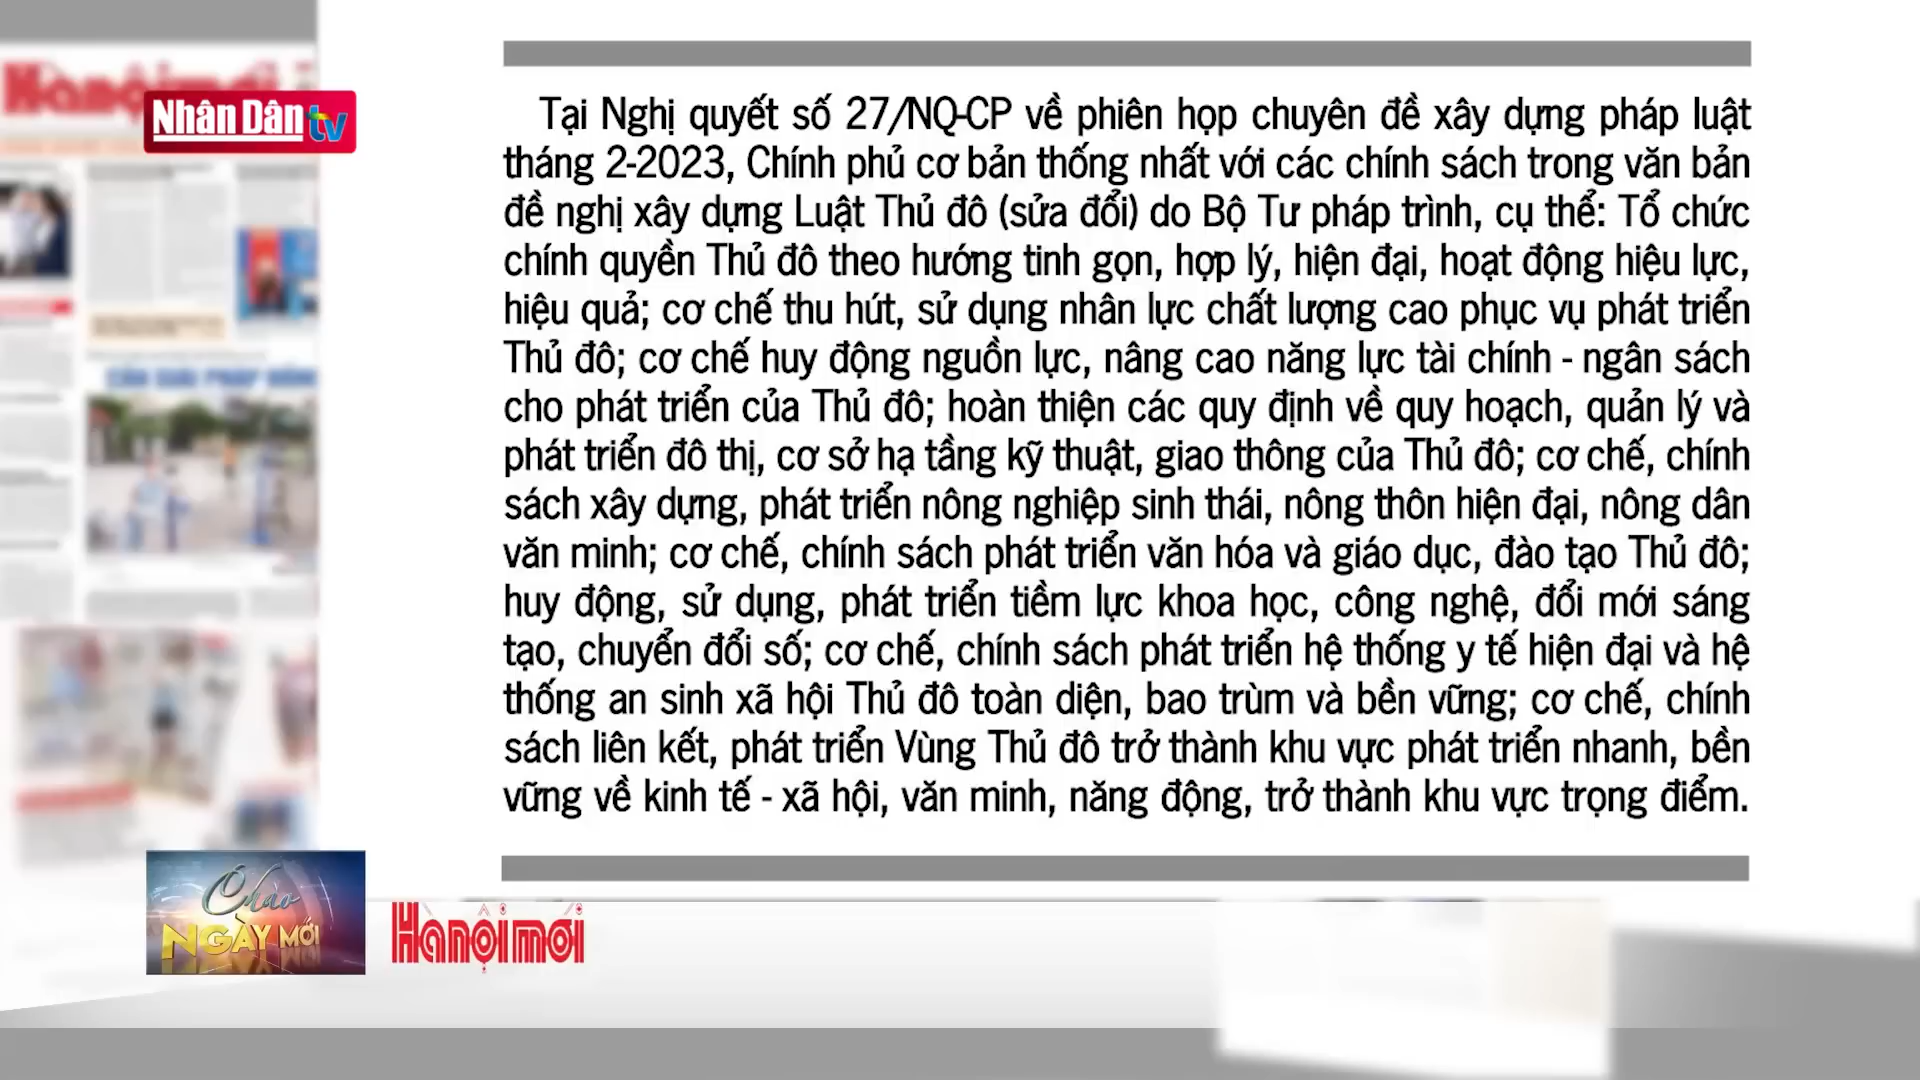 Hànộimới
Nhân Dân tv
Tại Nghị quyết số 27/NQ-CP về phiên họp chuyên đề xây dựng pháp luật
tháng 2-2023, Chính phủ cơ bản thống nhất với các chính sách trong văn bản
đề nghị xây dựng Luật Thủ đô (sửa đổi) do Bộ Tư pháp trình, cụ thể: Tổ chức
chính quyền Thủ đô theo hướng tinh gọn, hợp lý, hiện đại, hoạt động hiệu lực,
hiệu quả; cơ chế thu hút, sử dụng nhân lực chất lượng cao phục vụ phát triển
Thủ đô; cơ chế huy động nguồn lực, nâng cao năng lực tài chính - ngân sách
cho phát triển của Thủ đô; hoàn thiện các quy định về quy hoạch, quản lý và
phát triển đô thị, cơ sở hạ tầng kỹ thuật, giao thông của Thủ đô; cơ chế, chính
sách xây dựng, phát triển nông nghiệp sinh thái, nông thôn hiện đại, nông dân
văn minh; cơ chế, chính sách phát triển văn hóa và giáo dục, đào tạo Thủ đô;
huy động, sử dụng, phát triển tiềm lực khoa học, công nghệ, đổi mới sáng
tạo, chuyển đổi số; cơ chế, chính sách phát triển hệ thống y tế hiện đại và hệ
thống an sinh xã hội Thủ đô toàn diện, bao trùm và bền vững; cơ chế, chính
sách liên kết, phát triển Vùng Thủ đô trở thành khu vực phát triển nhanh, bền
vững về kinh tế - xã hội, văn minh, năng động, trở thành khu vực trọng điểm.
Chào
NGÀY MỚI
Hànộimới